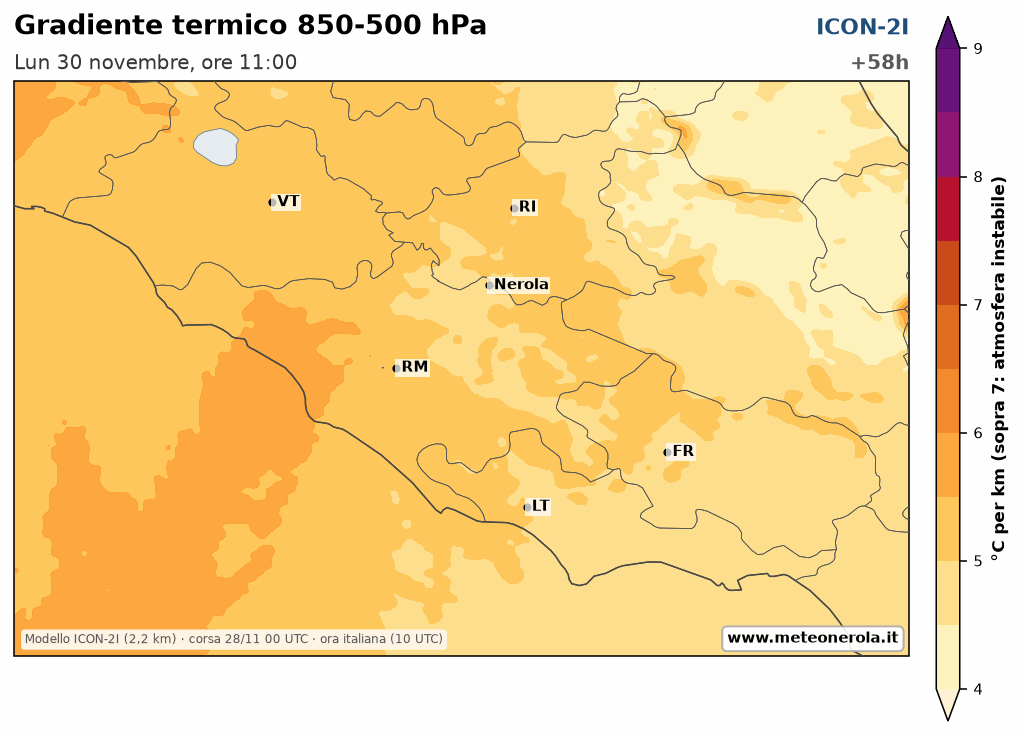 Gradiente termico 850-500 hPa
ICON-2I
Lun 30 novembre, ore 11:00
+58h
VT
RI
Nerola
RM
FR
LT
Modello ICON-2I (2,2 km) · corsa 28/11 00 UTC · ora italiana (10 UTC)
www.meteonerola.it
9
8
7
6
5
4
°C per km (sopra 7: atmosfera instabile)